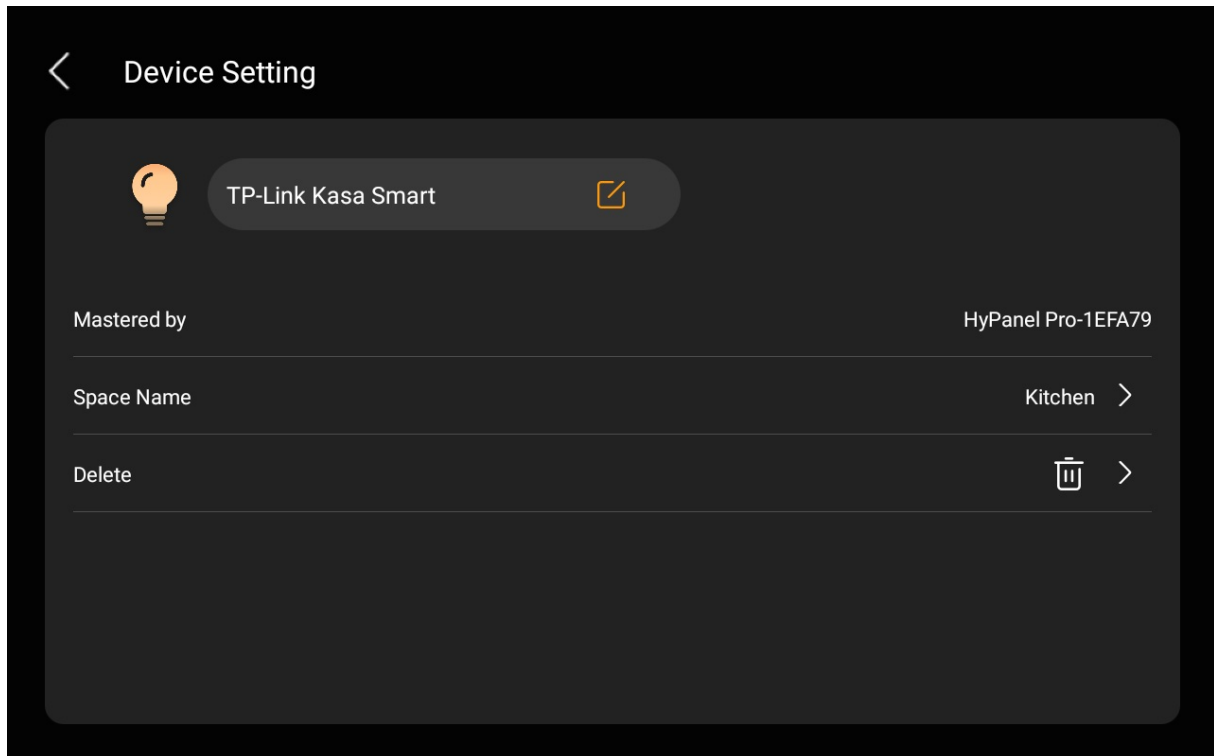 Device Setting
TP-Link Kasa Smart
Mastered by HyPanel Pro-1EFA79
Space Name Kitchen
Delete